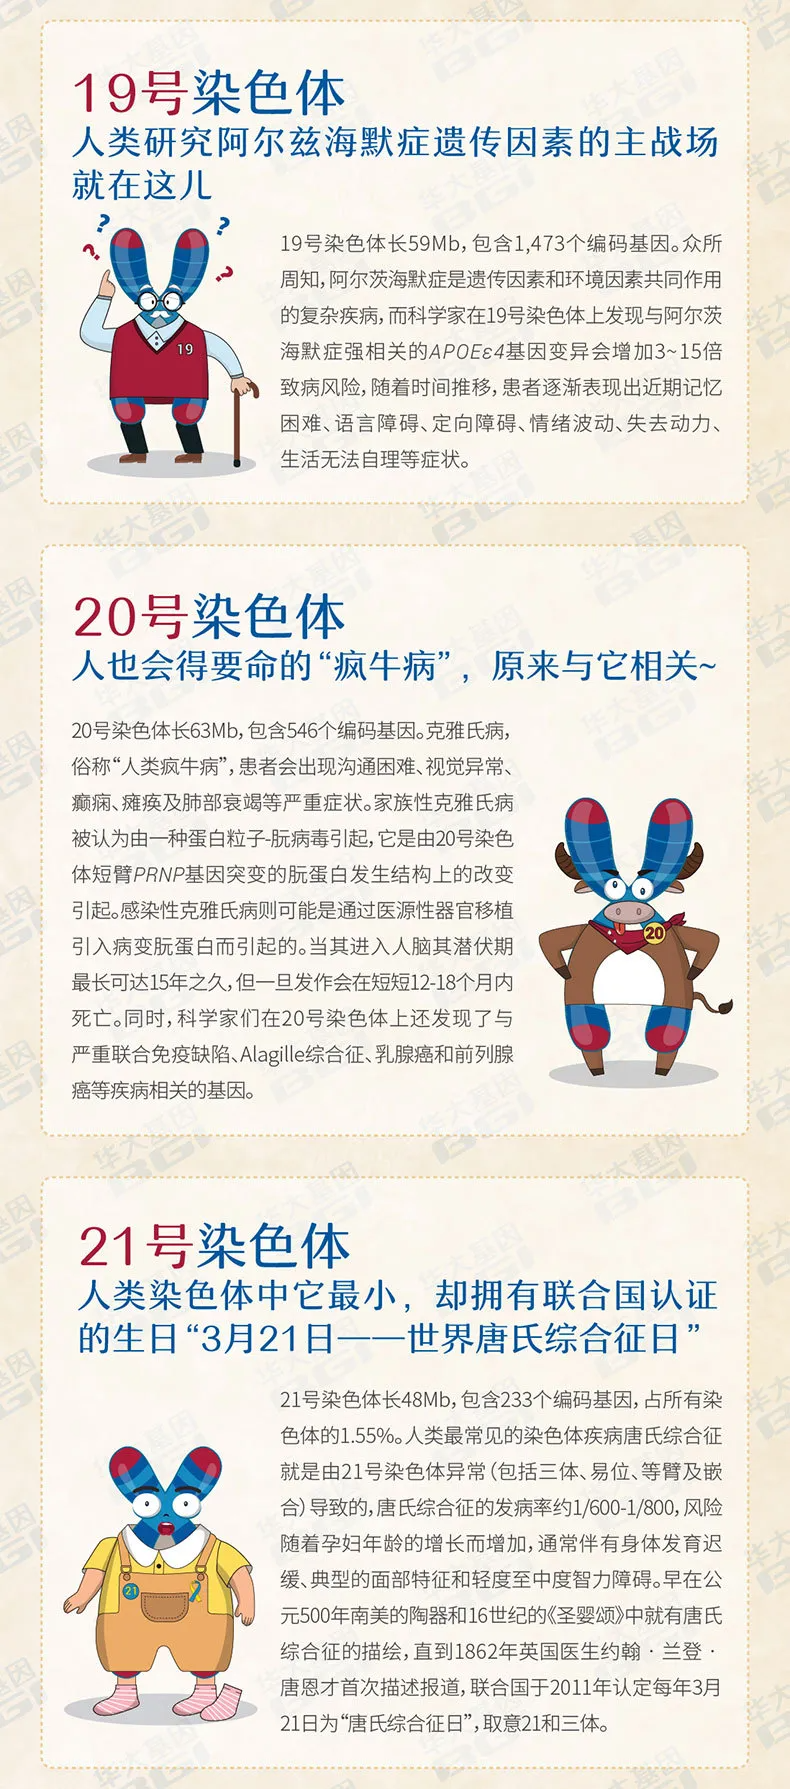 19号染色体
人类研究阿尔兹海默症遗传因素的主战场
就在这儿
? ? ? ?
19号染色体长59Mb，包含1,473个编码基因。众所
周知，阿尔茨海默症是遗传因素和环境因素共同作用
的复杂疾病，而科学家在19号染色体上发现与阿尔茨
海默症强相关的APOEε4基因变异会增加3~15倍
致病风险，随着时间推移，患者逐渐表现出近期记忆
困难、语言障碍、定向障碍、情绪波动、失去动力、
生活无法自理等症状。
19
20号染色体
人也会得要命的“疯牛病”，原来与它相关~
20号染色体长63Mb，包含546个编码基因。克雅氏病，
俗称“人类疯牛病”，患者会出现沟通困难、视觉异常、
癫痫、瘫痪及肺部衰竭等严重症状。家族性克雅氏病
被认为由一种蛋白粒子-朊病毒引起，它是由20号染色
体短臂PRNP基因突变的朊蛋白发生结构上的改变
引起。感染性克雅氏病则可能是通过医源性器官移植
引入病变朊蛋白而引起的。当其进入人脑其潜伏期
最长可达15年之久，但一旦发作会在短短12-18个月内
死亡。同时，科学家们在20号染色体上还发现了与
严重联合免疫缺陷、Alagille综合征、乳腺癌和前列腺
癌等疾病相关的基因。
20
21号染色体
人类染色体中它最小，却拥有联合国认证
的生日“3月21日——世界唐氏综合征日”
21号染色体长48Mb，包含233个编码基因，占所有染
色体的1.55%。人类最常见的染色体疾病唐氏综合征
就是由21号染色体异常（包括三体、易位、等臂及嵌
合）导致的，唐氏综合征的发病率约1/600-1/800，风险
随着孕妇年龄的增长而增加，通常伴有身体发育迟
缓、典型的面部特征和轻度至中度智力障碍。早在公
元500年南美的陶器和16世纪的《圣婴颂》中就有唐氏
综合征的描绘，直到1862年英国医生约翰·兰登·
唐恩才首次描述报道，联合国于2011年认定每年3月
21日为“唐氏综合征日”，取意21和三体。
21
华大基因
BGI